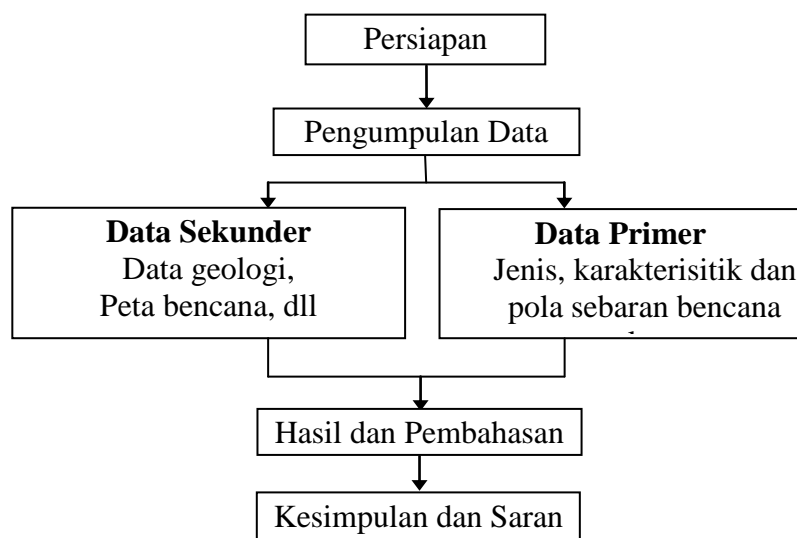 Persiapan
Pengumpulan Data
Data Sekunder
Data geologi,
Peta bencana, dll
Data Primer
Jenis, karakterisitik dan
pola sebaran bencana
Hasil dan Pembahasan
Kesimpulan dan Saran